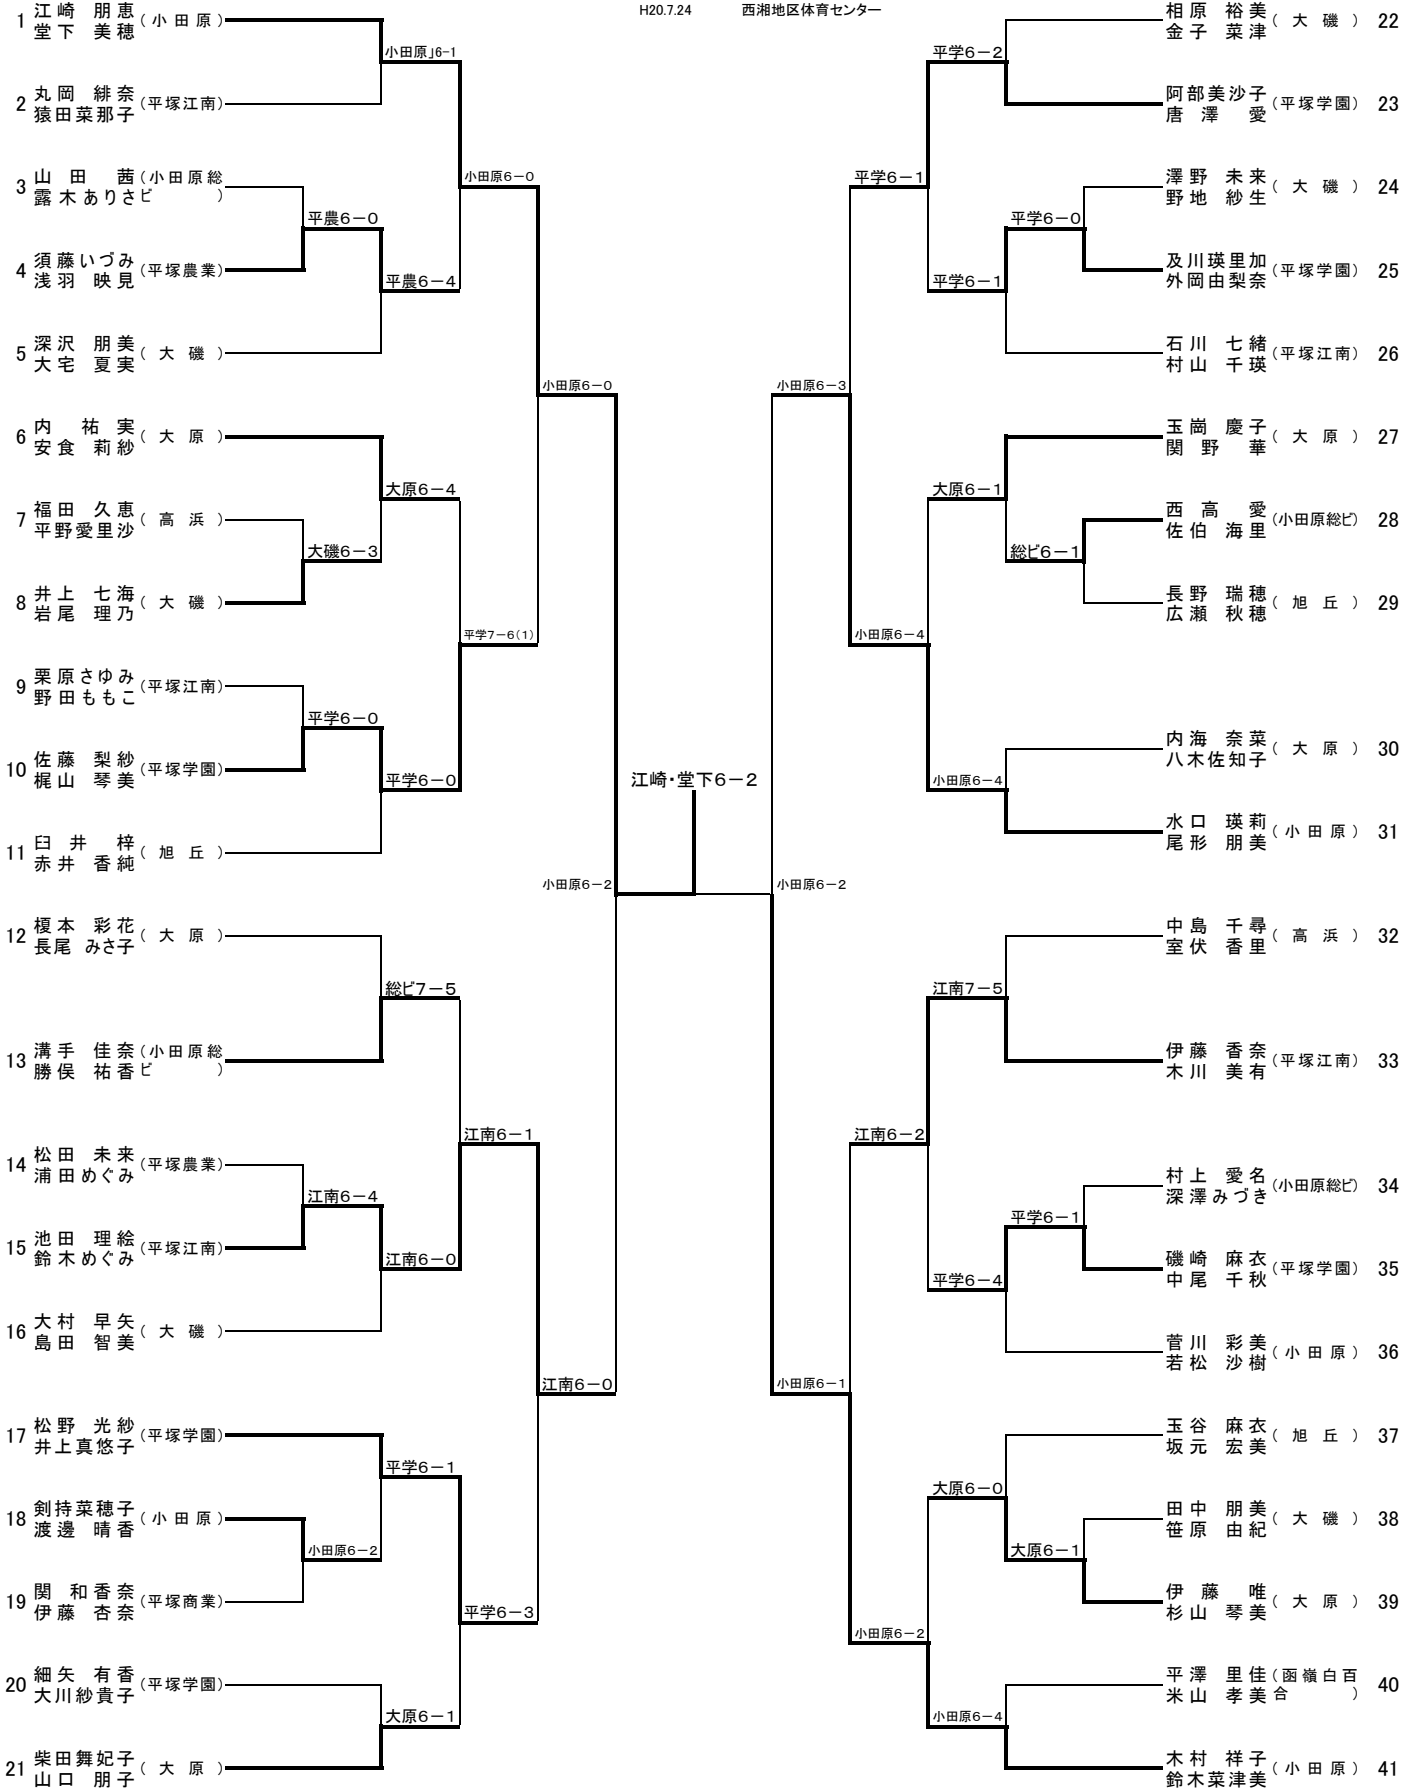 H20.7.24 西湘地区体育センター
1 江崎 朋恵 (小田原)
堂下 美穂
小田原」6-1
2 丸岡 緋奈 (平塚江南)
猿田菜那子
小田原6-0
3 山田 茜 (小田原総
露木ありさ ビ )
平農6-0
4 須藤いづみ (平塚農業)
浅羽 映見
平農6-4
5 深沢 朋美 (大磯)
大宅 夏実
小田原6-0
6 内 祐実 (大原)
安食 莉紗
大原6-4
7 福田 久恵 (高浜)
平野愛里沙
大磯6-3
8 井上 七海 (大磯)
岩尾 理乃
平学7-6(1)
9 栗原さゆみ (平塚江南)
野田ももこ
平学6-0
10 佐藤 梨紗 (平塚学園)
梶山 琴美
平学6-0
11 臼井 梓 (旭丘)
赤井 香純
小田原6-2
12 榎本 彩花 (大原)
長尾 みさ子
総ビ7-5
13 溝手 佳奈 (小田原総
勝俣 祐香 ビ )
江南6-1
14 松田 未来 (平塚農業)
浦田めぐみ
江南6-4
15 池田 理絵 (平塚江南)
鈴木めぐみ
江南6-0
16 大村 早矢 (大磯)
島田 智美
江南6-0
17 松野 光紗 (平塚学園)
井上真悠子
平学6-1
18 剣持菜穂子 (小田原)
渡邊 晴香
小田原6-2
19 関 和香奈 (平塚商業)
伊藤 杏奈
平学6-3
20 細矢 有香 (平塚学園)
大川紗貴子
大原6-1
21 柴田舞妃子 (大原)
山口 朋子
江崎・堂下6-2
相原 裕美 (大磯) 22
金子 菜津
平学6-2
阿部美沙子 (平塚学園) 23
唐澤 愛
平学6-1
澤野 未来 (大磯) 24
野地 紗生
平学6-0
及川瑛里加 (平塚学園) 25
外岡由梨奈
平学6-1
石川 七緒 (平塚江南) 26
村山 千瑛
小田原6-3
玉崗 慶子 (大原) 27
関野 華
大原6-1
西高 愛 (小田原総ビ) 28
佐伯 海里
総ビ6-1
長野 瑞穂 (旭丘) 29
広瀬 秋穂
小田原6-4
内海 奈菜 (大原) 30
八木佐知子
小田原6-4
水口 瑛莉 (小田原) 31
尾形 朋美
小田原6-2
中島 千尋 (高浜) 32
室伏 香里
江南7-5
伊藤 香奈 (平塚江南) 33
木川 美有
江南6-2
村上 愛名 (小田原総ビ) 34
深澤みづき
平学6-1
磯崎 麻衣 (平塚学園) 35
中尾 千秋
平学6-4
菅川 彩美 (小田原) 36
若松 沙樹
小田原6-1
玉谷 麻衣 (旭丘) 37
坂元 宏美
大原6-0
田中 朋美 (大磯) 38
笹原 由紀
大原6-1
伊藤 唯 (大原) 39
杉山 琴美
小田原6-2
平澤 里佳 (函嶺白百 40
米山 孝美 合 )
小田原6-4
木村 祥子 (小田原) 41
鈴木菜津美